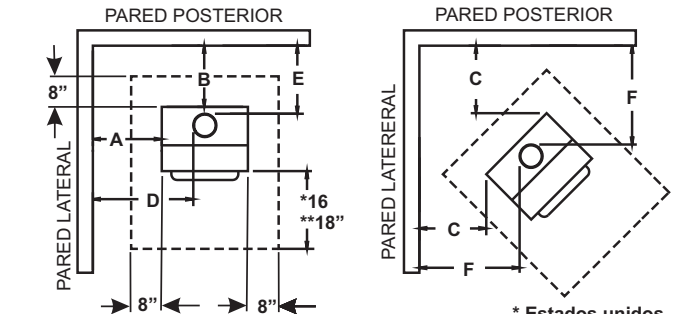 PARED POSTERIOR
B
E
8”
A
PARED LATERAL
D
*16
**18”
8”
8”
PARED POSTERIOR
C
F
PARED LATERERAL
C
F
* Estados unidos